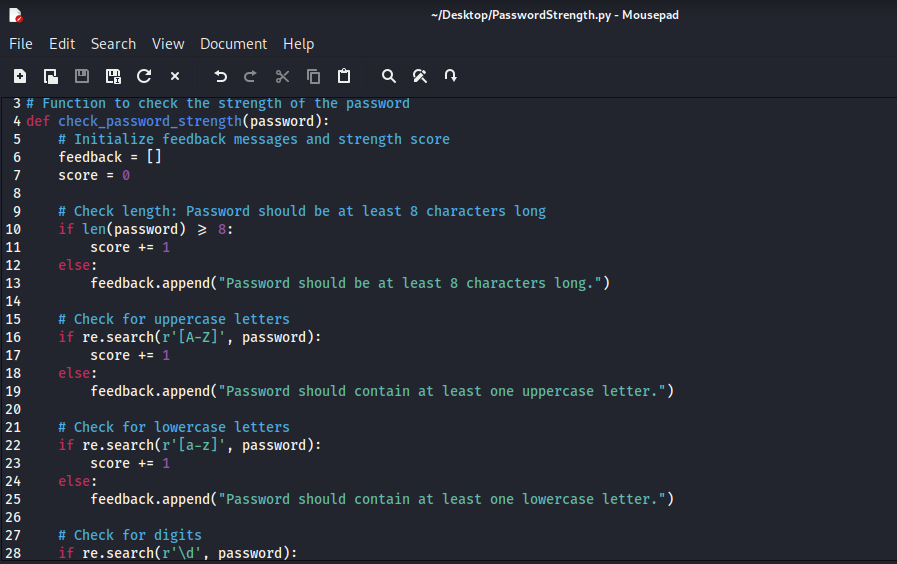 ~/Desktop/PasswordStrength.py - Mousepad
File Edit Search View Document Help
3 # Function to check the strength of the password
4 def check_password_strength(password):
5     # Initialize feedback messages and strength score
6     feedback = []
7     score = 0
8
9     # Check length: Password should be at least 8 characters long
10     if len(password) >= 8:
11         score += 1
12     else:
13         feedback.append("Password should be at least 8 characters long.")
14
15     # Check for uppercase letters
16     if re.search(r'[A-Z]', password):
17         score += 1
18     else:
19         feedback.append("Password should contain at least one uppercase letter.")
20
21     # Check for lowercase letters
22     if re.search(r'[a-z]', password):
23         score += 1
24     else:
25         feedback.append("Password should contain at least one lowercase letter.")
26
27     # Check for digits
28     if re.search(r'\d', password):